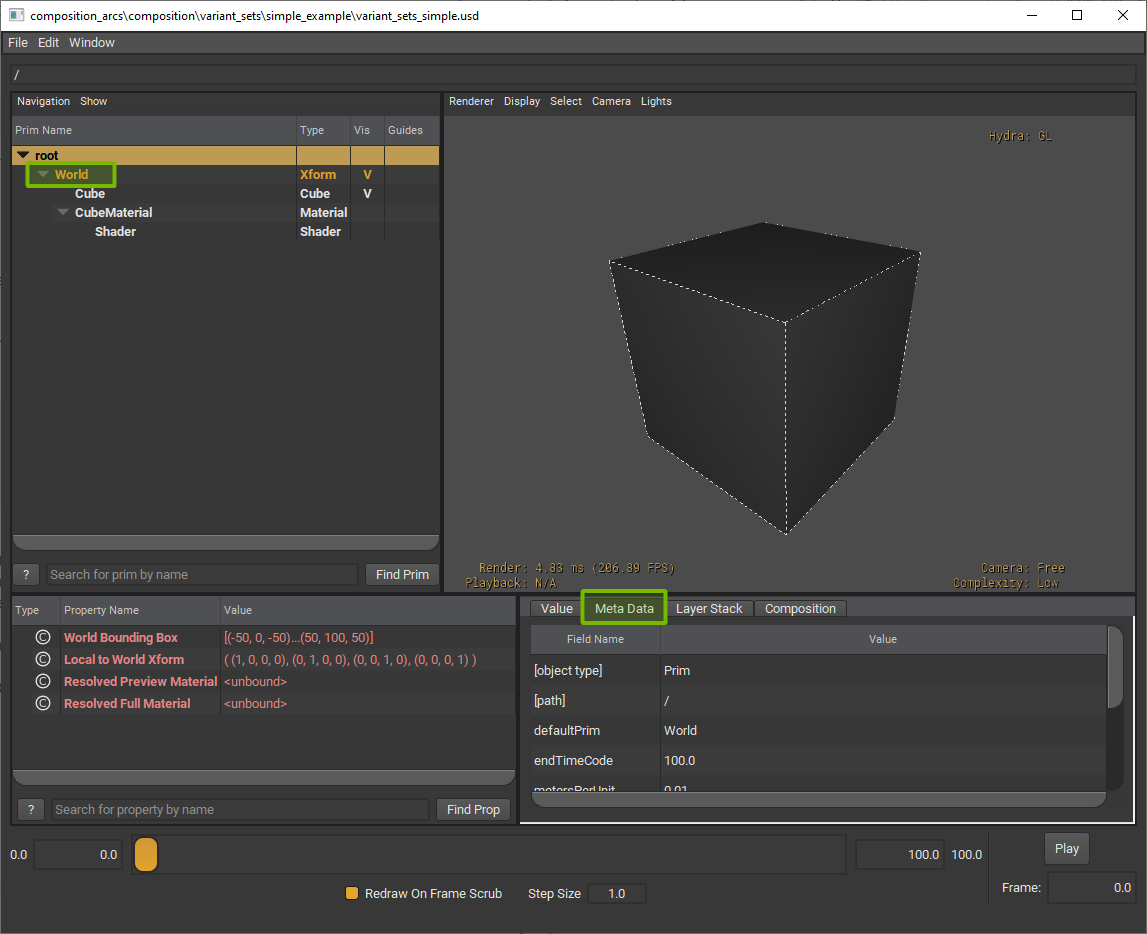 composition_arcs\composition\variant_sets\simple_example\variant_sets_simple.usd
File Edit Window
/
Navigation Show
Prim Name Type Vis Guides
root
World Xform V
Cube Cube V
CubeMaterial Material
Shader Shader
? Search for prim by name Find Prim
Renderer Display Select Camera Lights
Hydra: GL
Render: 4.83 ms (206.89 FPS)
Playback: N/A
Camera: Free
Complexity: Low
Type Property Name Value
© World Bounding Box [(-50, 0, -50)...(50, 100, 50)]
© Local to World Xform ( (1, 0, 0, 0), (0, 1, 0, 0), (0, 0, 1, 0), (0, 0, 0, 1) )
© Resolved Preview Material <unbound>
© Resolved Full Material <unbound>
? Search for property by name Find Prop
Value Meta Data Layer Stack Composition
Field Name Value
[object type] Prim
[path] /
defaultPrim World
endTimeCode 100.0
metersPerUnit 0.01
0.0 0.0 100.0 100.0 Play
Redraw On Frame Scrub Step Size 1.0 Frame: 0.0